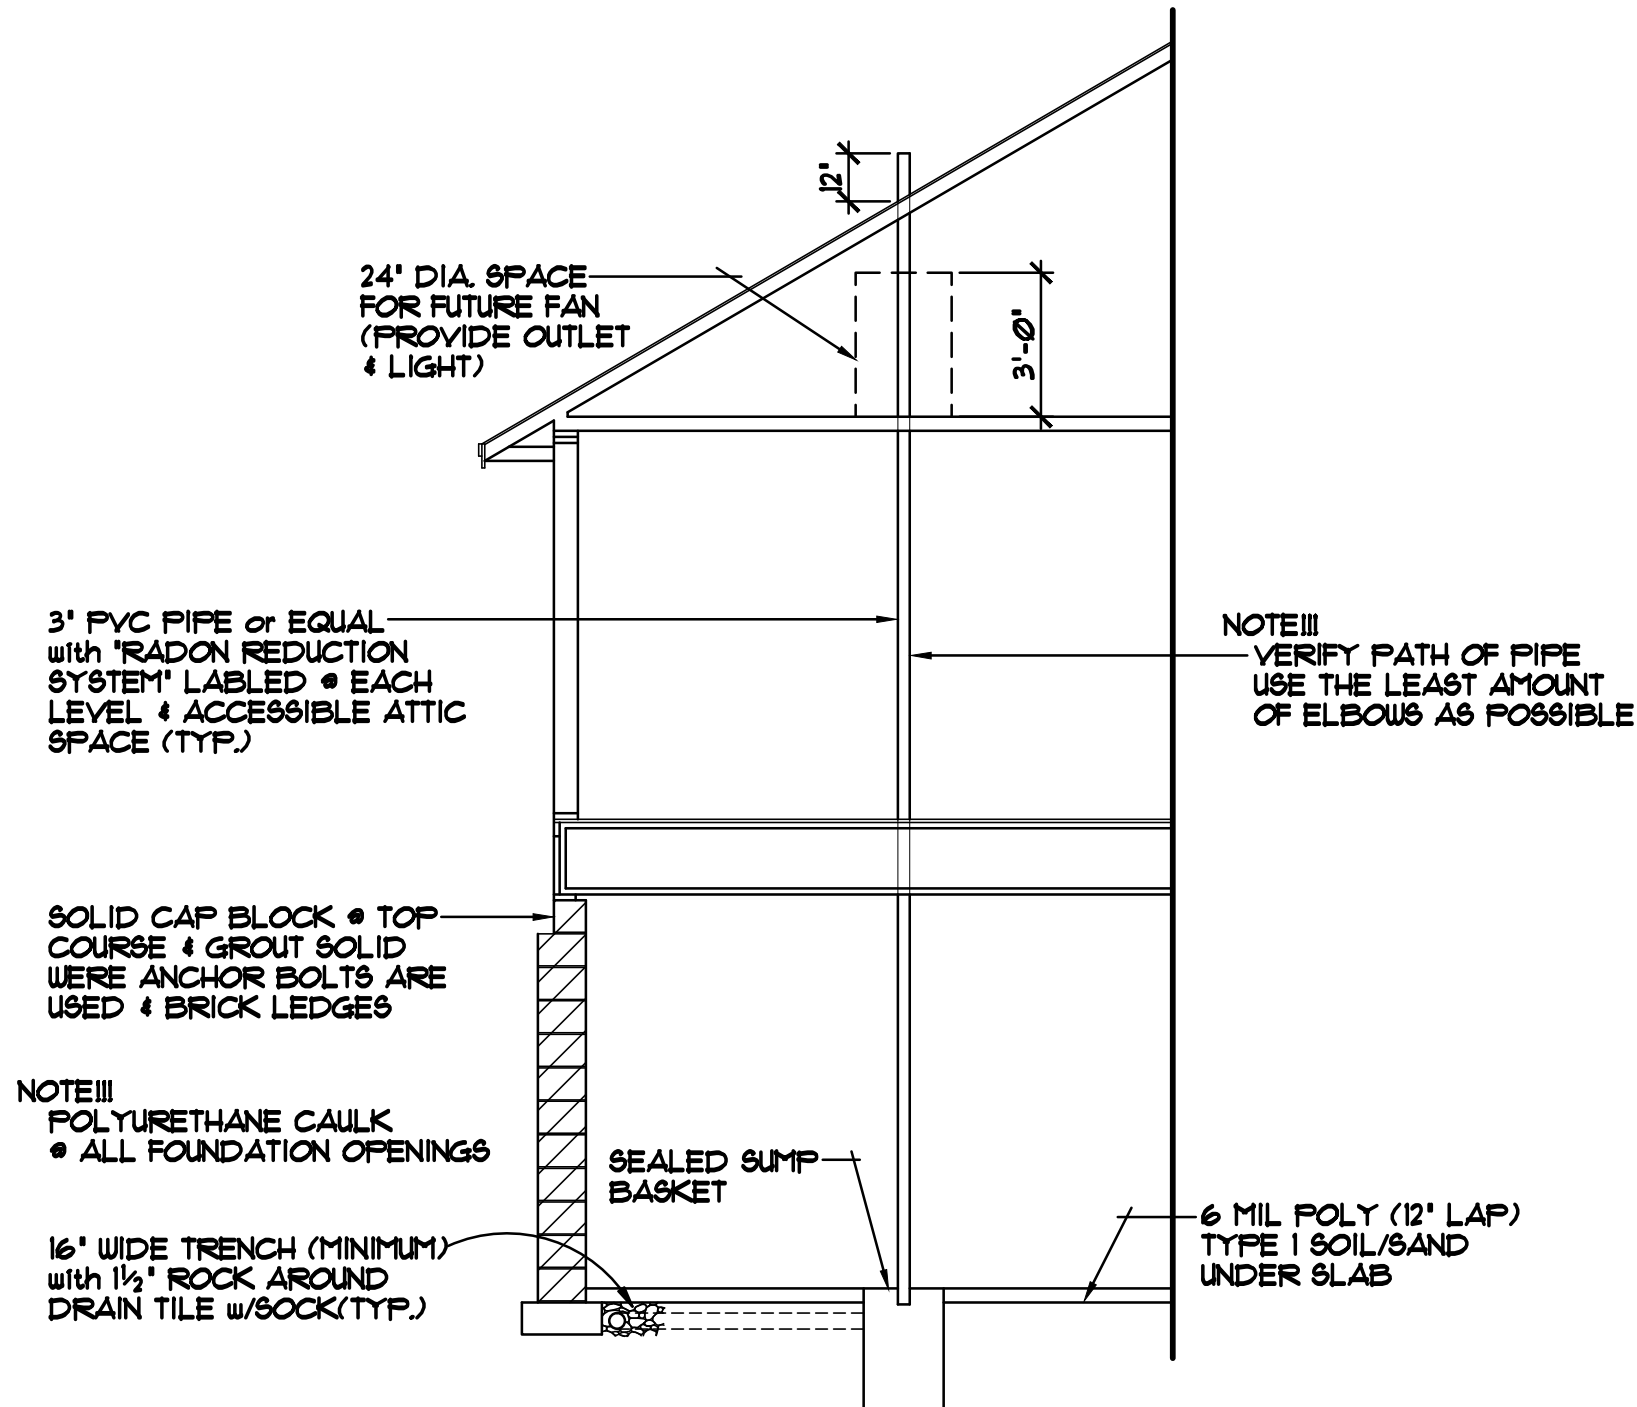 12"
24" DIA. SPACE
FOR FUTURE FAN
(PROVIDE OUTLET
& LIGHT)
3'-0"
3" PVC PIPE or EQUAL
with "RADON REDUCTION
SYSTEM" LABLED @ EACH
LEVEL & ACCESSIBLE ATTIC
SPACE (TYP.)
NOTE!!!
VERIFY PATH OF PIPE
USE THE LEAST AMOUNT
OF ELBOWS AS POSSIBLE
SOLID CAP BLOCK @ TOP
COURSE & GROUT SOLID
WERE ANCHOR BOLTS ARE
USED & BRICK LEDGES
NOTE!!!
POLYURETHANE CAULK
@ ALL FOUNDATION OPENINGS
SEALED SUMP
BASKET
16" WIDE TRENCH (MINIMUM)
with 1½" ROCK AROUND
DRAIN TILE w/SOCK(TYP.)
6 MIL POLY (12" LAP)
TYPE 1 SOIL/SAND
UNDER SLAB